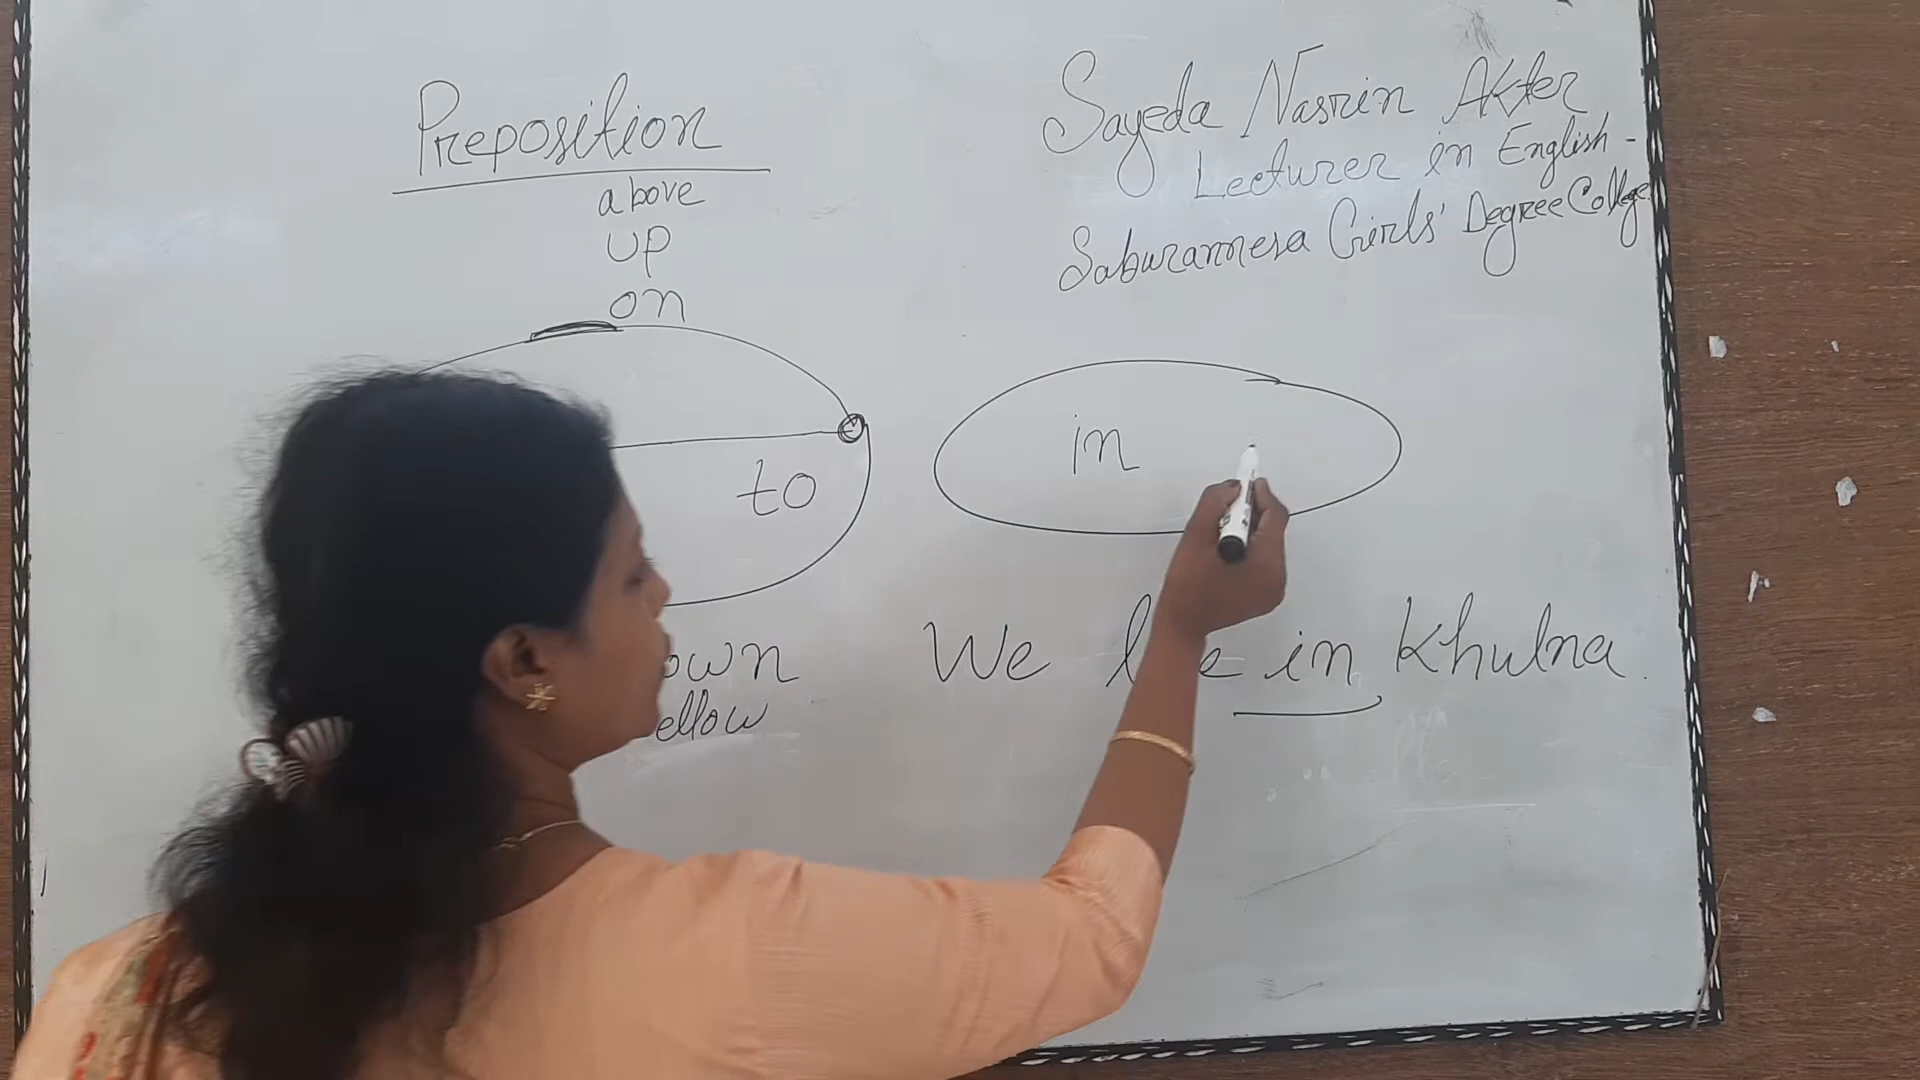 Preposition
above
up
on
to
own
ellow
Sayeda Nasrin Akter
Lecturer in English -
Saburannesa Girls' Degree College
in
We l e in Khulna.